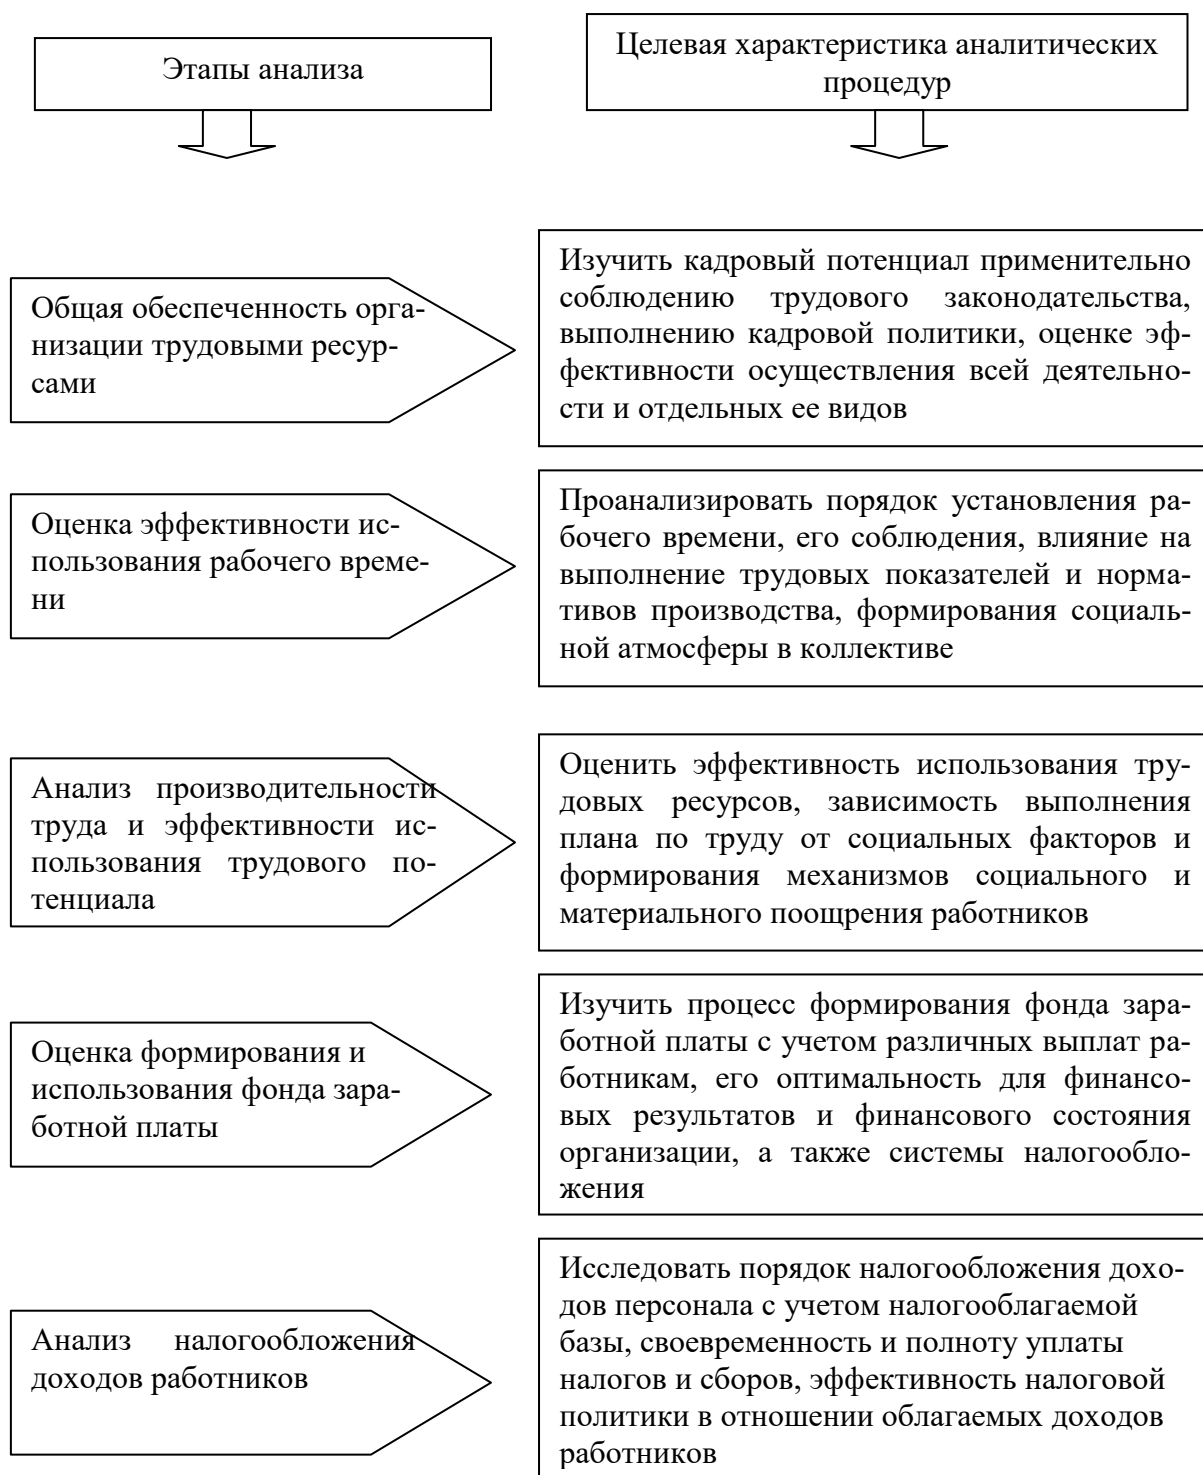 Этапы анализа
Целевая характеристика аналитических
процедур
Общая обеспеченность орга-
низации трудовыми ресур-
сами
Изучить кадровый потенциал применительно
соблюдению трудового законодательства,
выполнению кадровой политики, оценке эф-
фективности осуществления всей деятельно-
сти и отдельных ее видов
Оценка эффективности ис-
пользования рабочего време-
ни
Проанализировать порядок установления ра-
бочего времени, его соблюдения, влияние на
выполнение трудовых показателей и норма-
тивов производства, формирования социаль-
ной атмосферы в коллективе
Анализ производительности
труда и эффективности ис-
пользования трудового по-
тенциала
Оценить эффективность использования тру-
довых ресурсов, зависимость выполнения
плана по труду от социальных факторов и
формирования механизмов социального и
материального поощрения работников
Оценка формирования и
использования фонда зара-
ботной платы
Изучить процесс формирования фонда зара-
ботной платы с учетом различных выплат ра-
ботникам, его оптимальность для финансо-
вых результатов и финансового состояния
организации, а также системы налогообло-
жения
Анализ налогообложения
доходов работников
Исследовать порядок налогообложения дохо-
дов персонала с учетом налогооблагаемой
базы, своевременность и полноту уплаты
налогов и сборов, эффективность налоговой
политики в отношении облагаемых доходов
работников